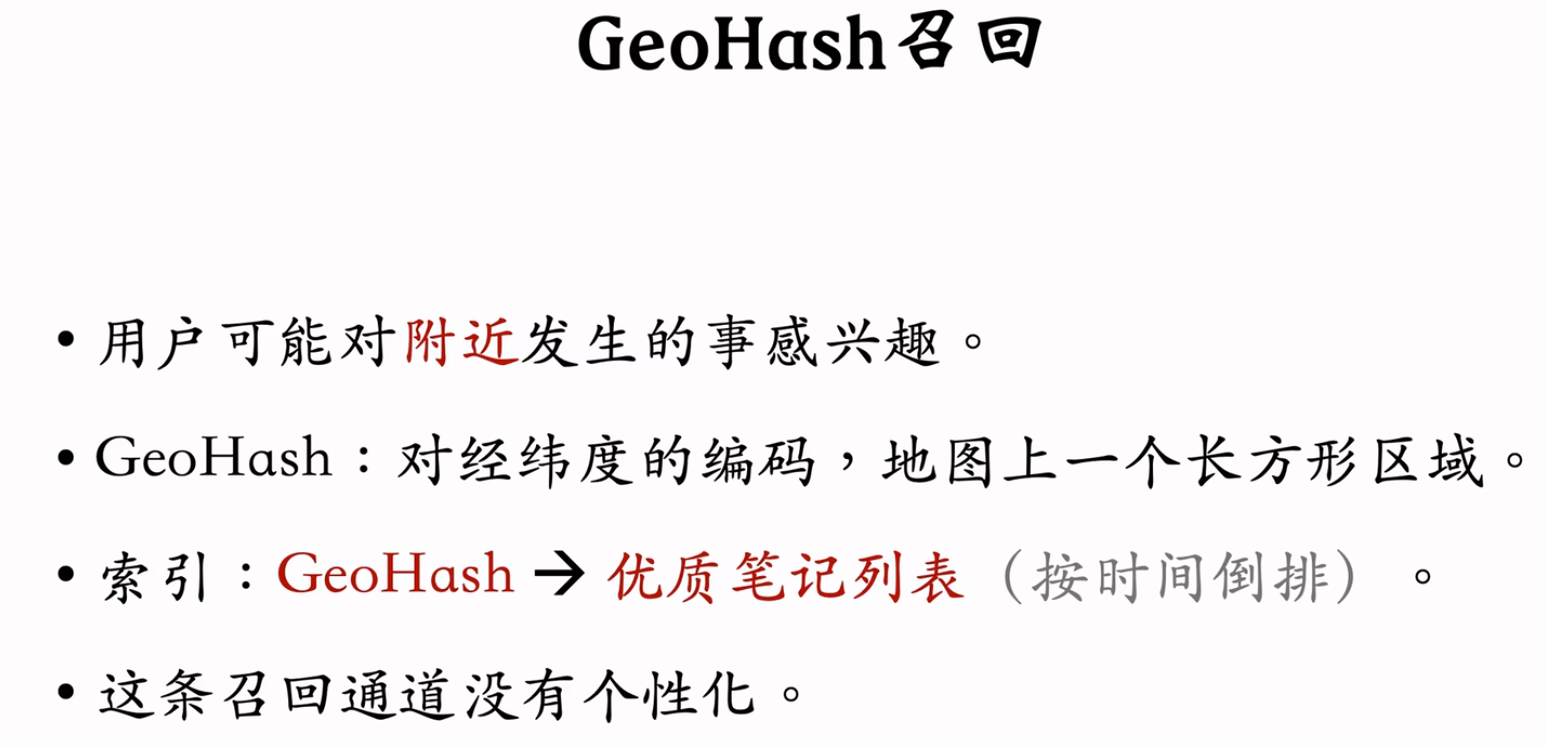 GeoHash召回
• 用户可能对附近发生的事感兴趣。
• GeoHash：对经纬度的编码，地图上一个长方形区域。
• 索引：GeoHash → 优质笔记列表（按时间倒排）。
• 这条召回通道没有个性化。